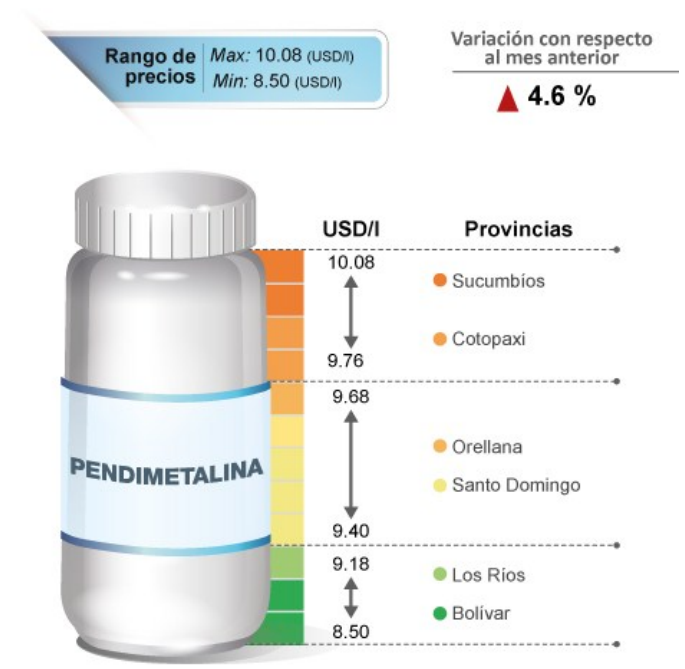 Rango de precios
Max: 10.08 (USD/l)
Min: 8.50 (USD/l)
Variación con respecto
al mes anterior
4.6 %
USD/l
Provincias
10.08
Sucumbíos
Cotopaxi
9.76
9.68
Orellana
PENDIMETALINA
Santo Domingo
9.40
9.18
Los Ríos
Bolívar
8.50